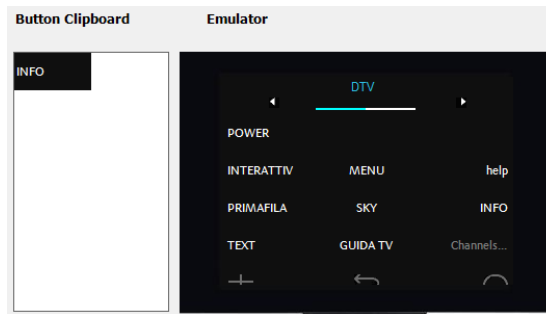 Button Clipboard Emulator
INFO
DTV
POWER
INTERATTIV MENU help
PRIMAFILA SKY INFO
TEXT GUIDA TV Channels...